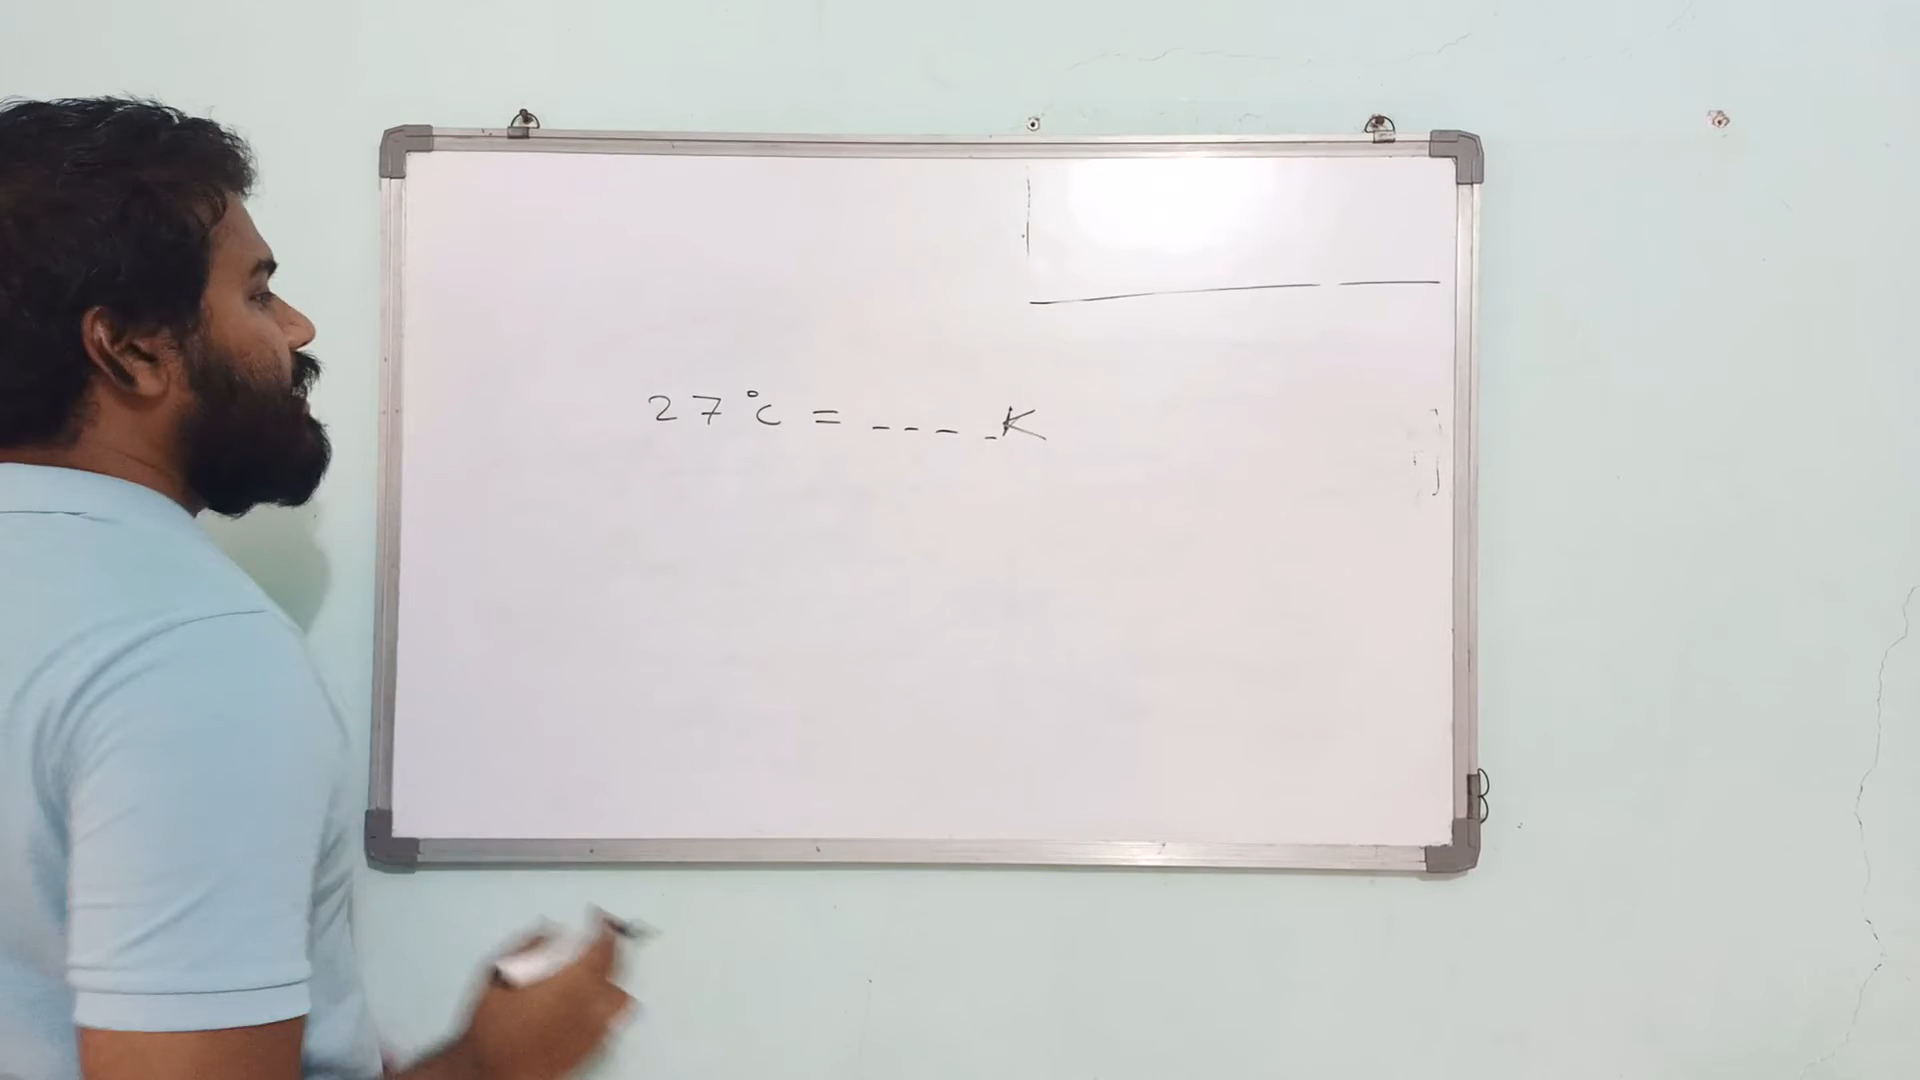 27°C = ---- K